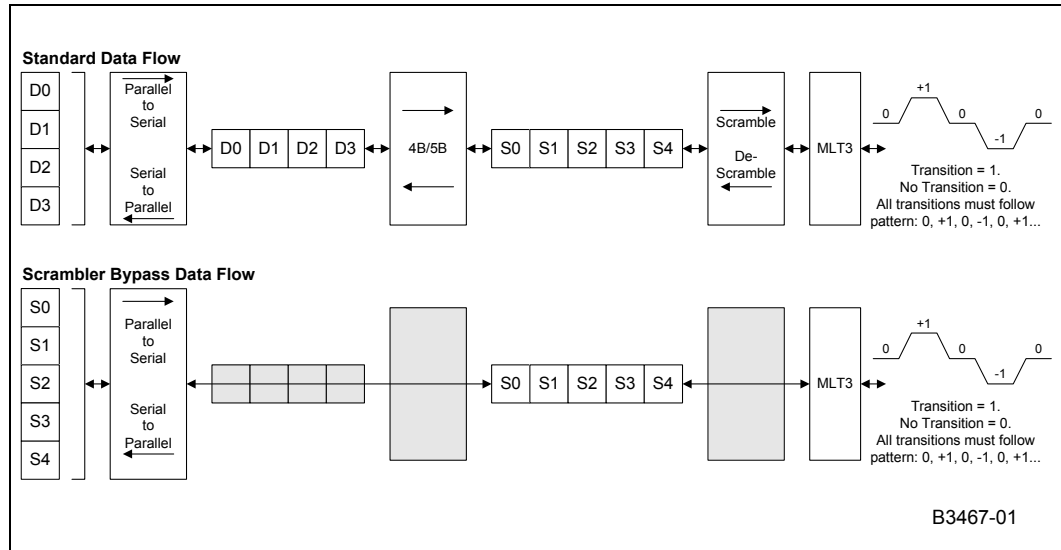 Standard Data Flow
D0
D1
D2
D3
Parallel
to
Serial
Serial
to
Parallel
D0 D1 D2 D3
4B/5B
S0 S1 S2 S3 S4
Scramble
De-
Scramble
MLT3
0 +1 0 -1 0
Transition = 1.
No Transition = 0.
All transitions must follow
pattern: 0, +1, 0, -1, 0, +1...
Scrambler Bypass Data Flow
S0
S1
S2
S3
S4
Parallel
to
Serial
Serial
to
Parallel
S0 S1 S2 S3 S4
MLT3
0 +1 0 -1 0
Transition = 1.
No Transition = 0.
All transitions must follow
pattern: 0, +1, 0, -1, 0, +1...
B3467-01